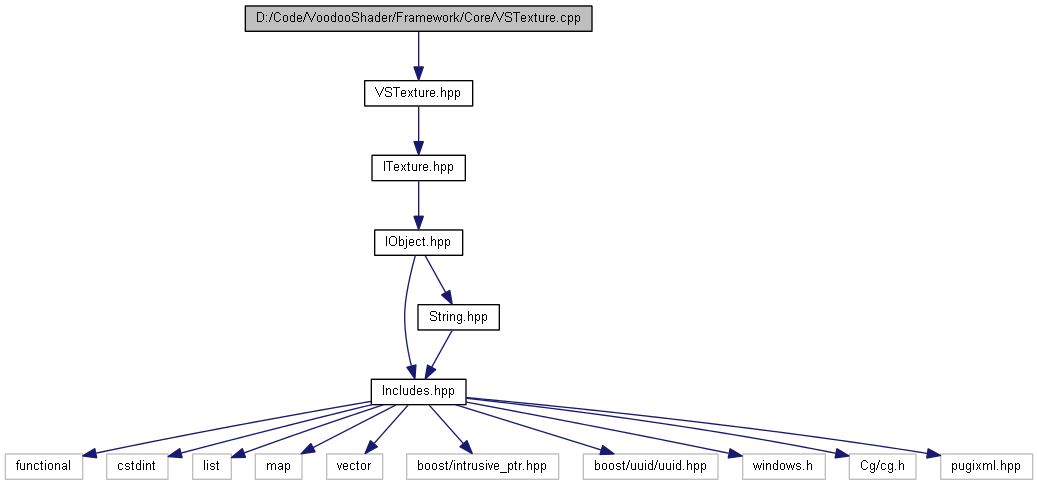 D:/Code/VoodooShader/Framework/Core/VSTexture.cpp
VSTexture.hpp
ITexture.hpp
IObject.hpp
String.hpp
Includes.hpp
functional
cstdint
list
map
vector
boost/intrusive_ptr.hpp
boost/uuid/uuid.hpp
windows.h
Cg/cg.h
pugixml.hpp